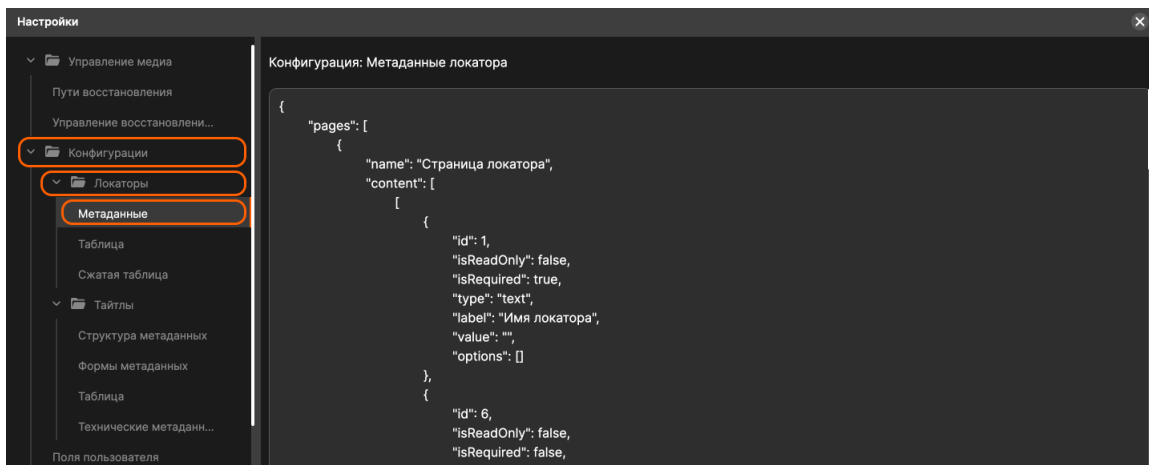 Настройки
Управление медиа
Пути восстановления
Управление восстановлени...
Конфигурации
Локаторы
Метаданные
Таблица
Сжатая таблица
Тайтлы
Структура метаданных
Формы метаданных
Таблица
Технические метаданн...
Поля пользователя
Конфигурация: Метаданные локатора
{
"pages": [
{
"name": "Страница локатора",
"content": [
[
{
"id": 1,
"isReadOnly": false,
"isRequired": true,
"type": "text",
"label": "Имя локатора",
"value": "",
"options": []
},
{
"id": 6,
"isReadOnly": false,
"isRequired": false,